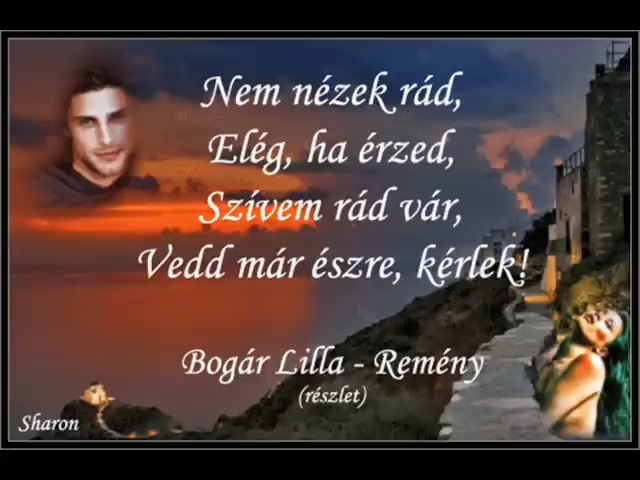 Nem nézek rád,
Elég, ha érzed,
Szívem rád vár,
Vedd már észre, kérlek!
Bogár Lilla - Remény
(részlet)
Sharon